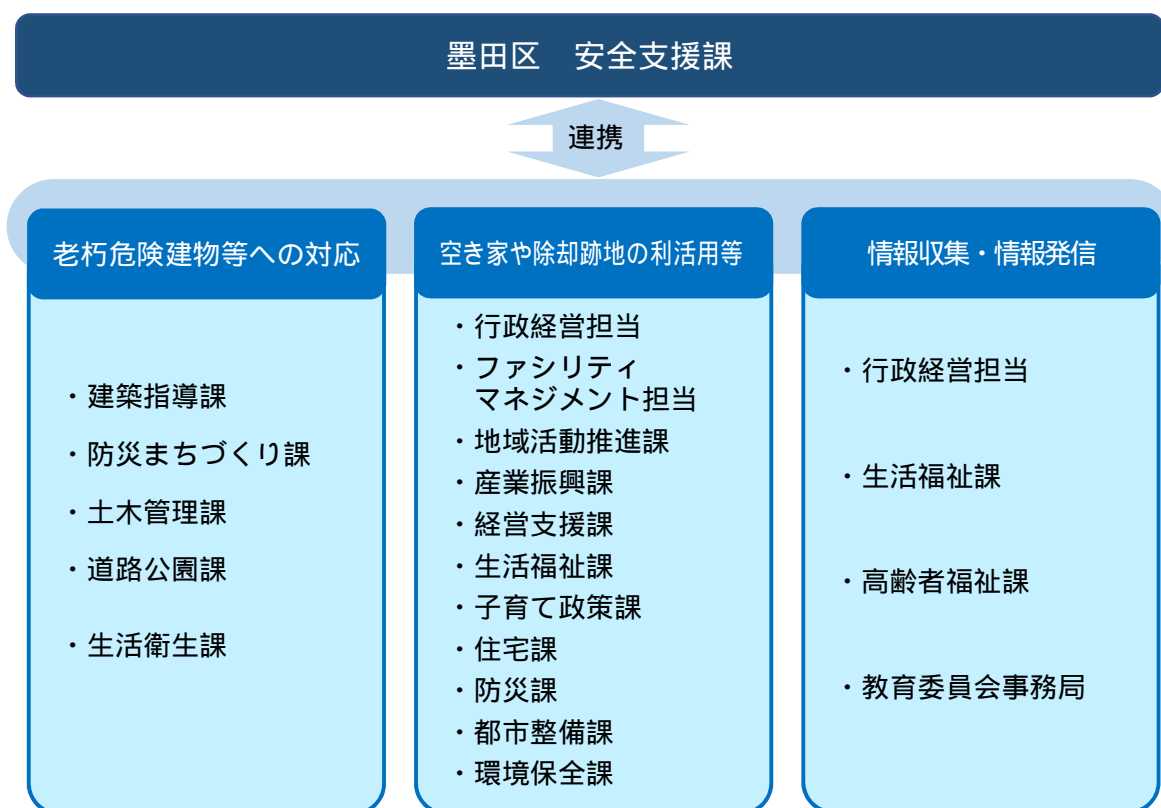 墨田区　安全支援課
連携
老朽危険建物等への対応
・建築指導課
・防災まちづくり課
・土木管理課
・道路公園課
・生活衛生課
空き家や除却跡地の利活用等
・行政経営担当
・ファシリティ
マネジメント担当
・地域活動推進課
・産業振興課
・経営支援課
・生活福祉課
・子育て政策課
・住宅課
・防災課
・都市整備課
・環境保全課
情報収集・情報発信
・行政経営担当
・生活福祉課
・高齢者福祉課
・教育委員会事務局